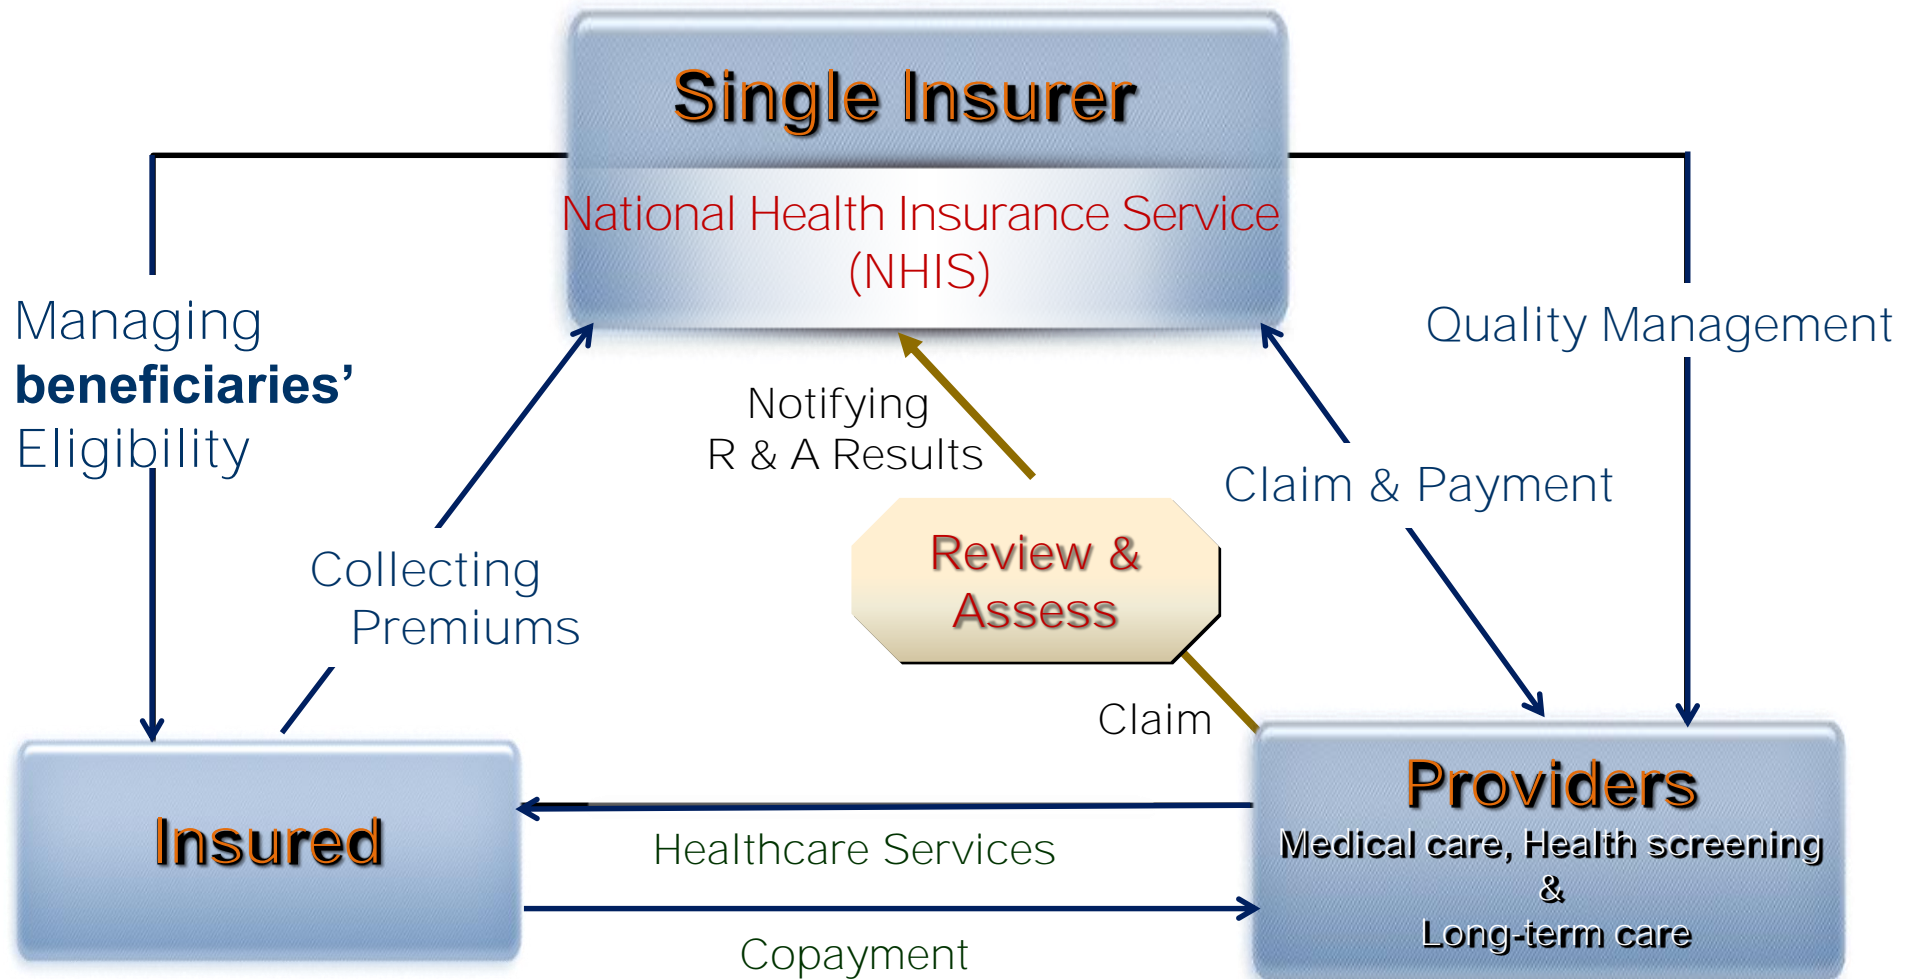 Single Insurer
National Health Insurance Service
(NHIS)
Managing
beneficiaries’
Eligibility
Quality Management
Notifying
R & A Results
Claim & Payment
Collecting
Premiums
Review &
Assess
Claim
Insured
Healthcare Services
Copayment
Providers
Medical care, Health screening
&
Long-term care